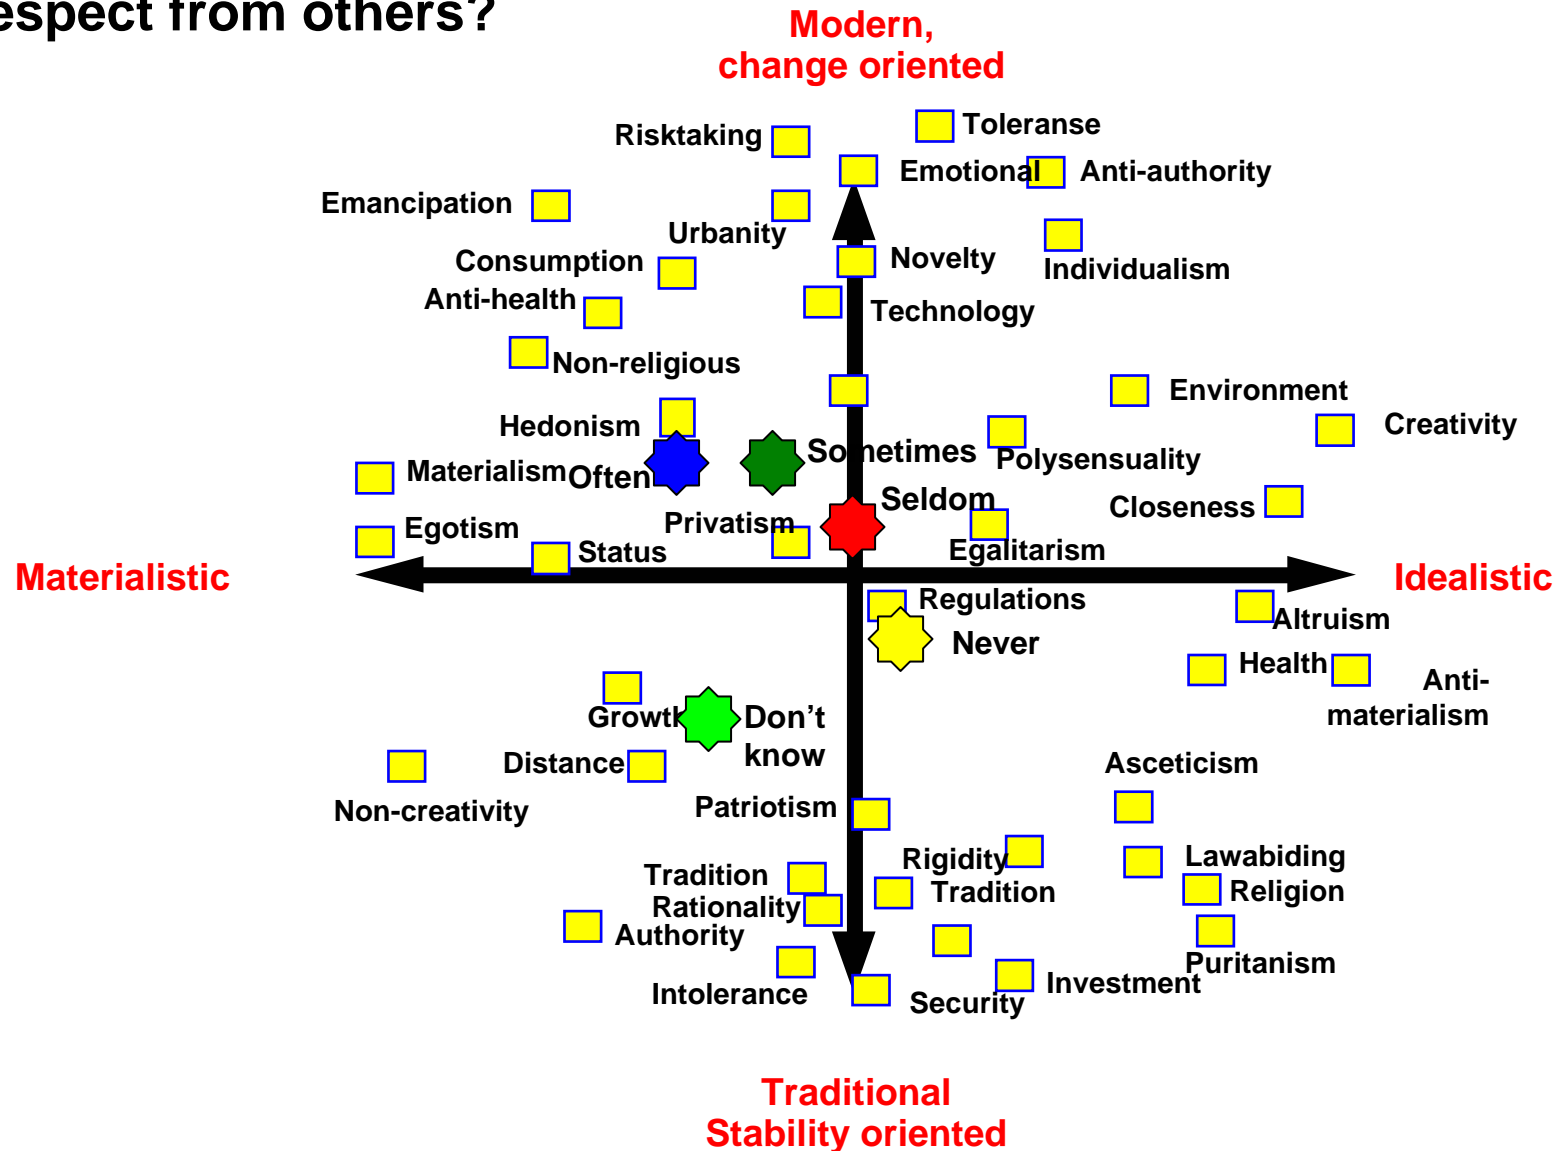 espect from others?
Modern,
change oriented
Toleranse
Risktaking
Emotional
Anti-authority
Emancipation
Urbanity
Consumption
Novelty
Individualism
Anti-health
Technology
Non-religious
Environment
Hedonism
Creativity
Sometimes
Polysensuality
Materialism
Often
Seldom
Closeness
Privatism
Egotism
Status
Egalitarism
Materialistic
Idealistic
Regulations
Altruism
Never
Health
Anti-
materialism
Growth
Don’t
know
Distance
Asceticism
Non-creativity
Patriotism
Rigidity
Lawabiding
Tradition
Tradition
Religion
Rationality
Authority
Puritanism
Intolerance
Security
Investment
Traditional
Stability oriented